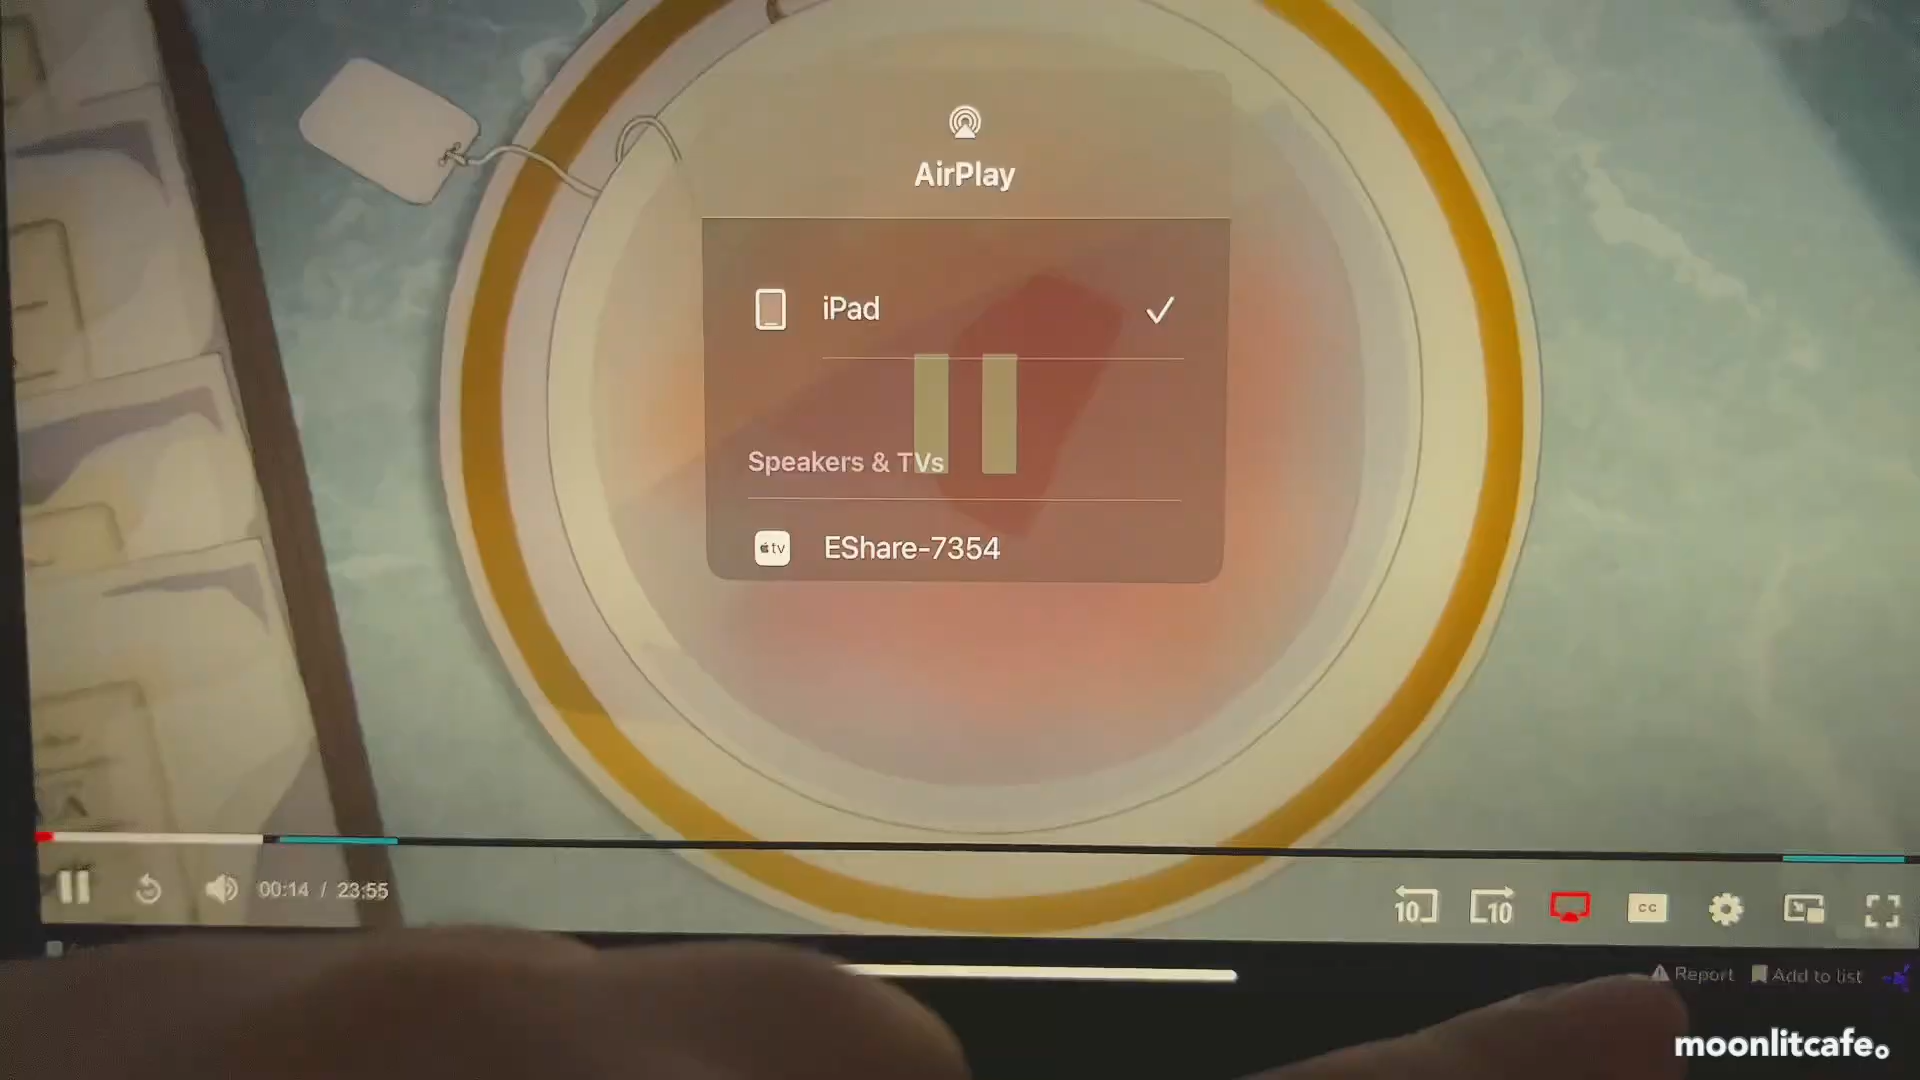 AirPlay
iPad
Speakers & TVs
tv
EShare-7354
00:14 / 23:55
10
10
CC
Report
Add to list
moonlitcafe.